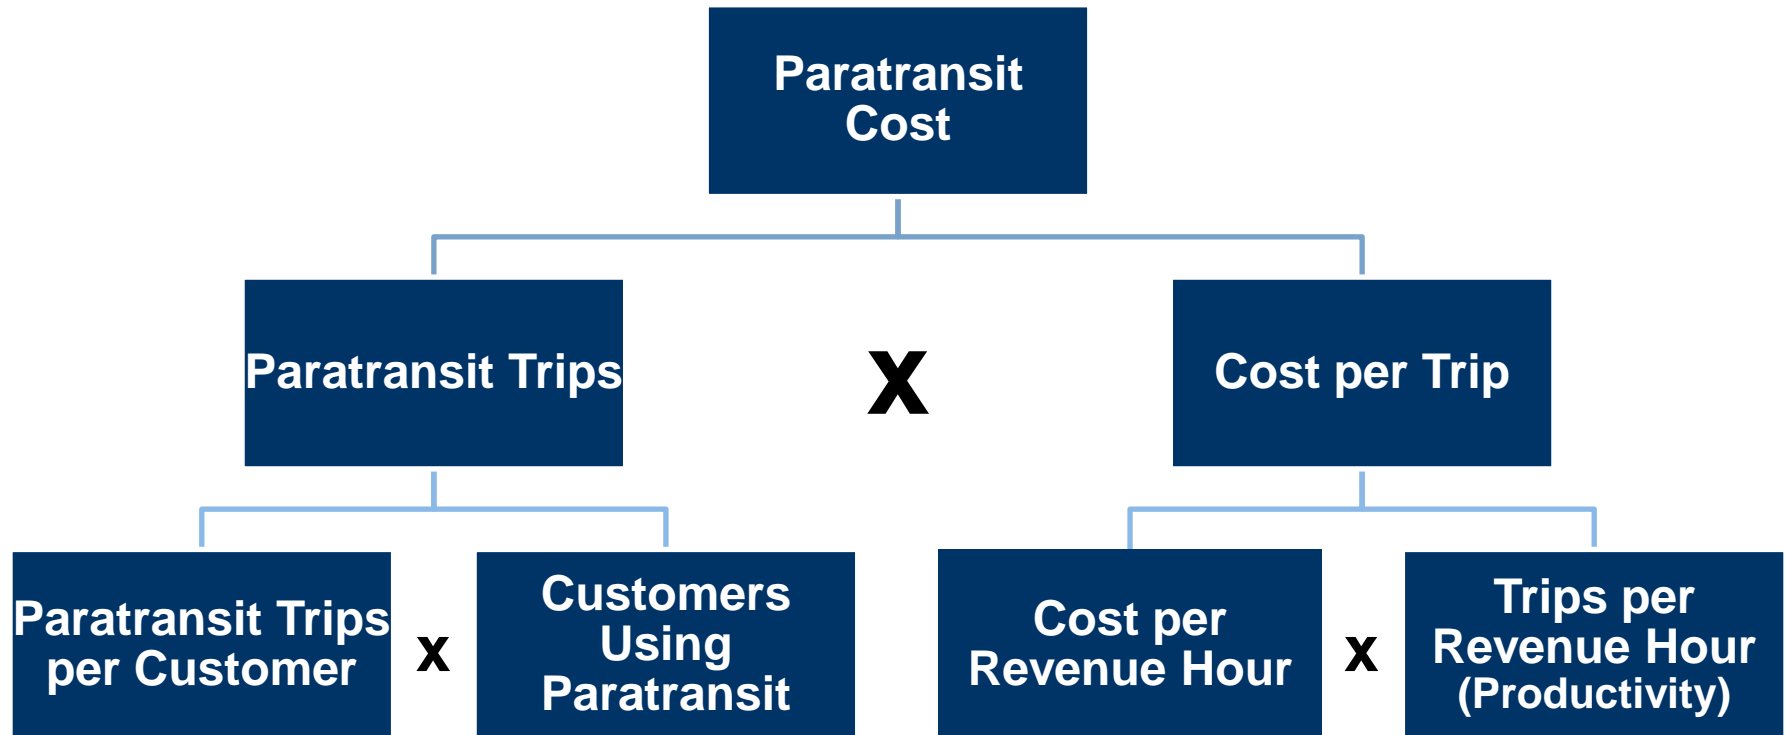 Paratransit
Cost
Paratransit Trips
X
Cost per Trip
Paratransit Trips
per Customer
x
Customers
Using
Paratransit
Cost per
Revenue Hour
x
Trips per
Revenue Hour
(Productivity)